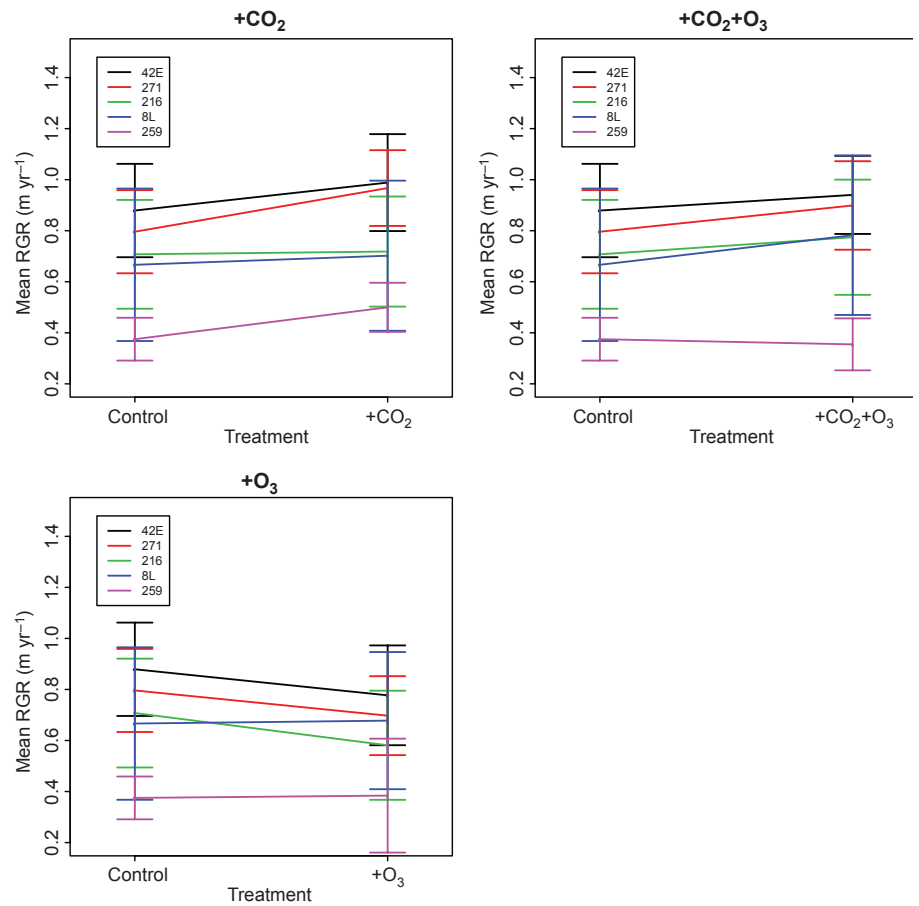 +CO₂
1.4
1.2
1.0
0.8
0.6
0.4
0.2
Mean RGR (m yr⁻¹)
42E
271
216
8L
259
Control
+CO₂
Treatment
+CO₂+O₃
1.4
1.2
1.0
0.8
0.6
0.4
0.2
Mean RGR (m yr⁻¹)
42E
271
216
8L
259
Control
+CO₂+O₃
Treatment
+O₃
1.4
1.2
1.0
0.8
0.6
0.4
0.2
Mean RGR (m yr⁻¹)
42E
271
216
8L
259
Control
+O₃
Treatment